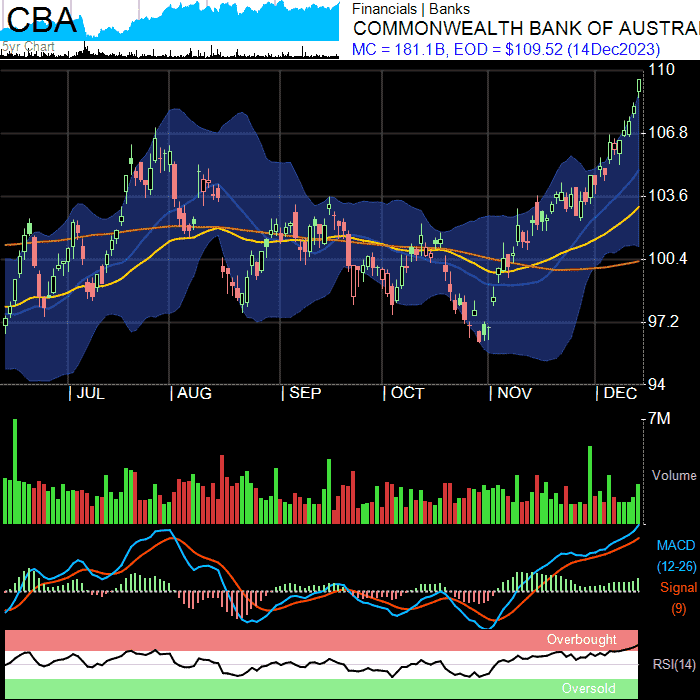 CBA
5yr Chart
Financials | Banks
COMMONWEALTH BANK OF AUSTRA
MC = 181.1B, EOD = $109.52 (14Dec2023)
110
106.8
103.6
100.4
97.2
94
| JUL | AUG | SEP | OCT | NOV | DEC
7M
Volume
MACD
(12-26)
Signal
(9)
Overbought
RSI(14)
Oversold